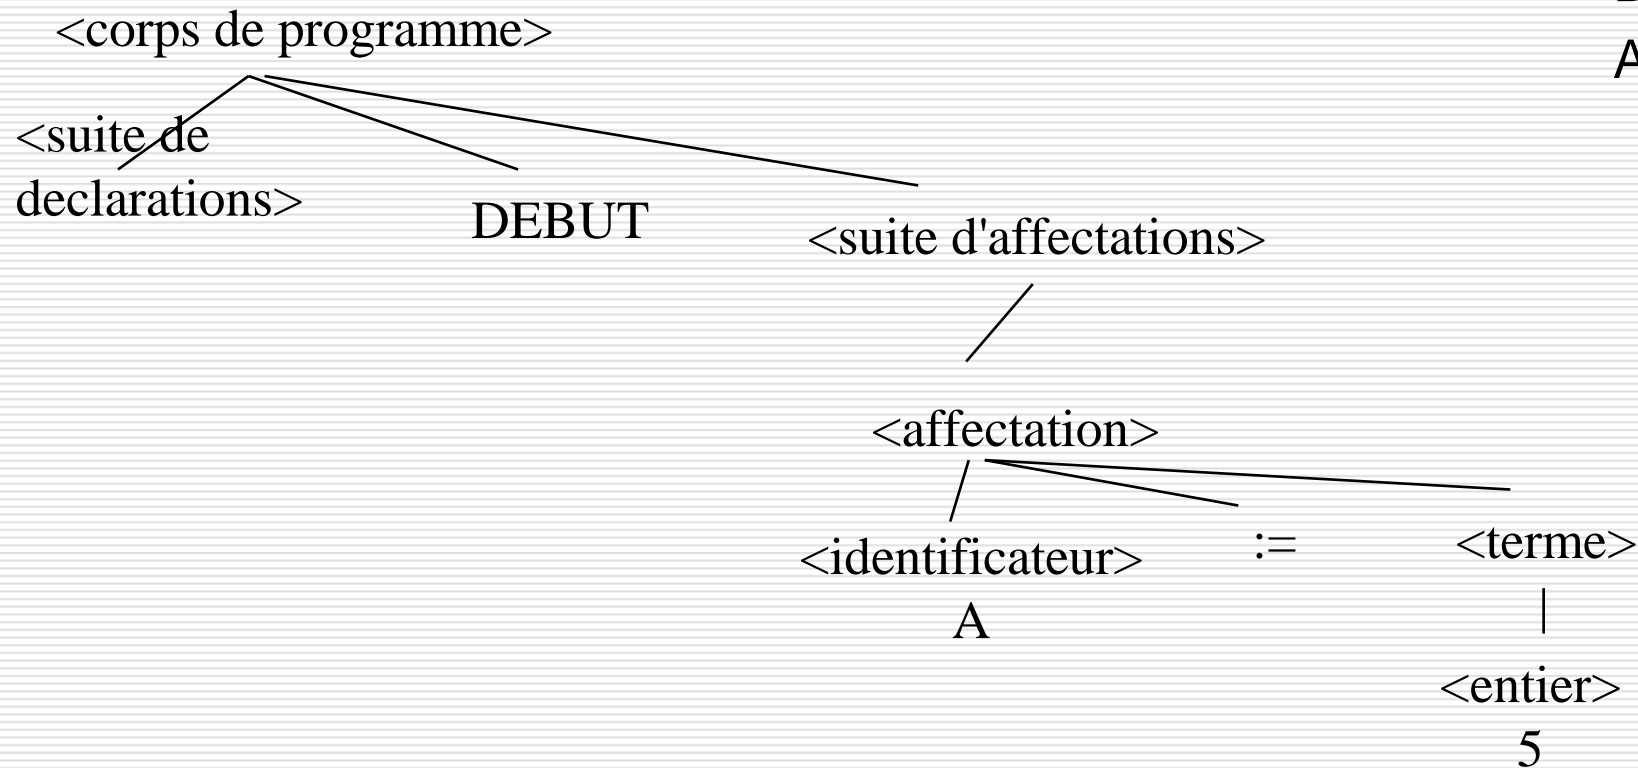 <corps de programme>
<suite de
declarations>
DEBUT
<suite d'affectations>
<affectation>
<identificateur>
A
:=
<terme>
<entier>
5